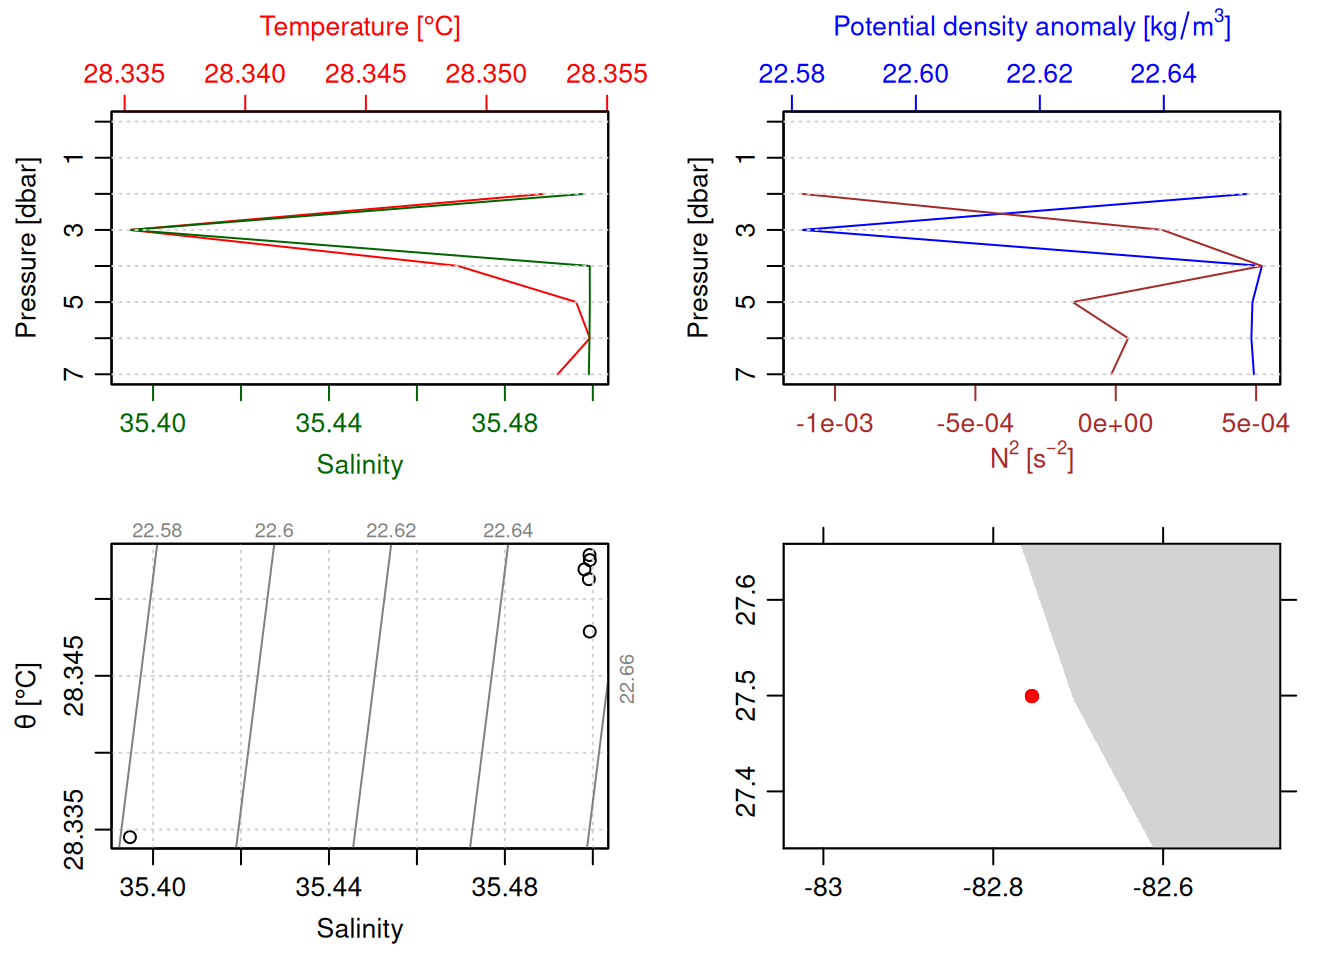 Temperature [°C]
28.335 28.340 28.345 28.350 28.355
Pressure [dbar]
1
3
5
7
35.40 35.44 35.48
Salinity
Potential density anomaly [kg/m³]
22.58 22.60 22.62 22.64
Pressure [dbar]
1
3
5
7
-1e-03 -5e-04 0e+00 5e-04
N² [s⁻²]
22.58 22.6 22.62 22.64
22.66
θ [°C]
28.345
28.335
35.40 35.44 35.48
Salinity
27.6
27.5
27.4
-83 -82.8 -82.6